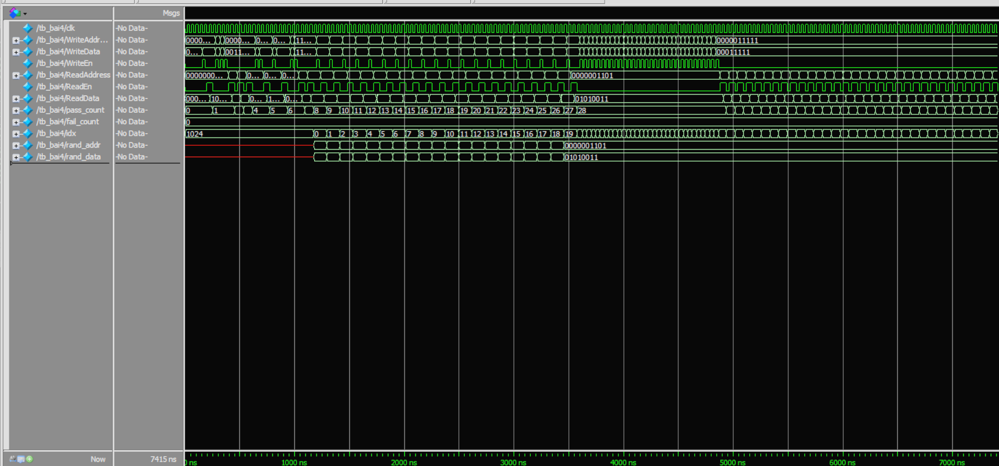 Msgs
/tb_bai4/clk -No Data-
/tb_bai4/WriteAddr... -No Data- 0000... 0000... 0... 0... 11... 0000011111
/tb_bai4/WriteData -No Data- 0... 0011... 11... 00011111
/tb_bai4/WriteEn -No Data-
/tb_bai4/ReadAddress -No Data- 0000000... 0... 0... 0... 0000001101
/tb_bai4/ReadEn -No Data-
/tb_bai4/ReadData -No Data- 000... 10... 0... 1... 0... 01010011
/tb_bai4/pass_count -No Data- 0 1 4 5 6 8 9 10 11 12 13 14 15 16 17 18 19 20 21 22 23 24 25 26 27 28
/tb_bai4/fail_count -No Data- 0
/tb_bai4/idx -No Data- 1024 0 1 2 3 4 5 6 7 8 9 10 11 12 13 14 15 16 17 18 19
/tb_bai4/rand_addr -No Data- 0000001101
/tb_bai4/rand_data -No Data- 01010011
Now 7415 ns
0 ns 1000 ns 2000 ns 3000 ns 4000 ns 5000 ns 6000 ns 7000 ns